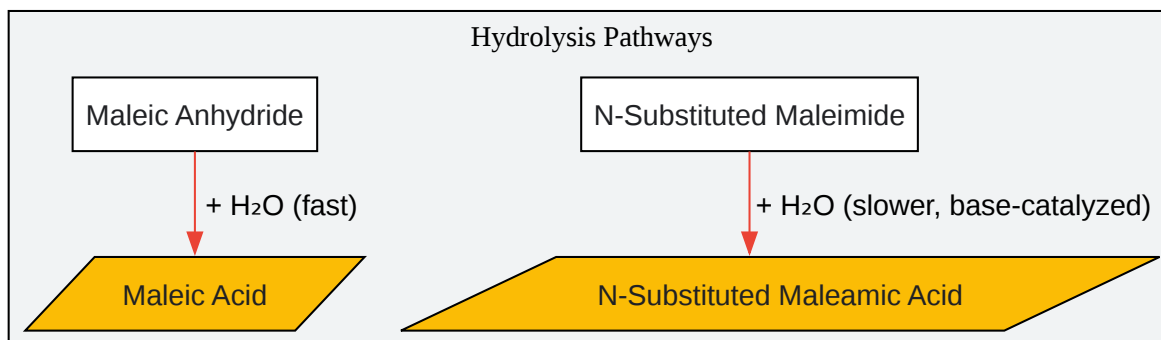 Hydrolysis Pathways
Maleic Anhydride
N-Substituted Maleimide
+ H₂O (fast)
+ H₂O (slower, base-catalyzed)
Maleic Acid
N-Substituted Maleamic Acid